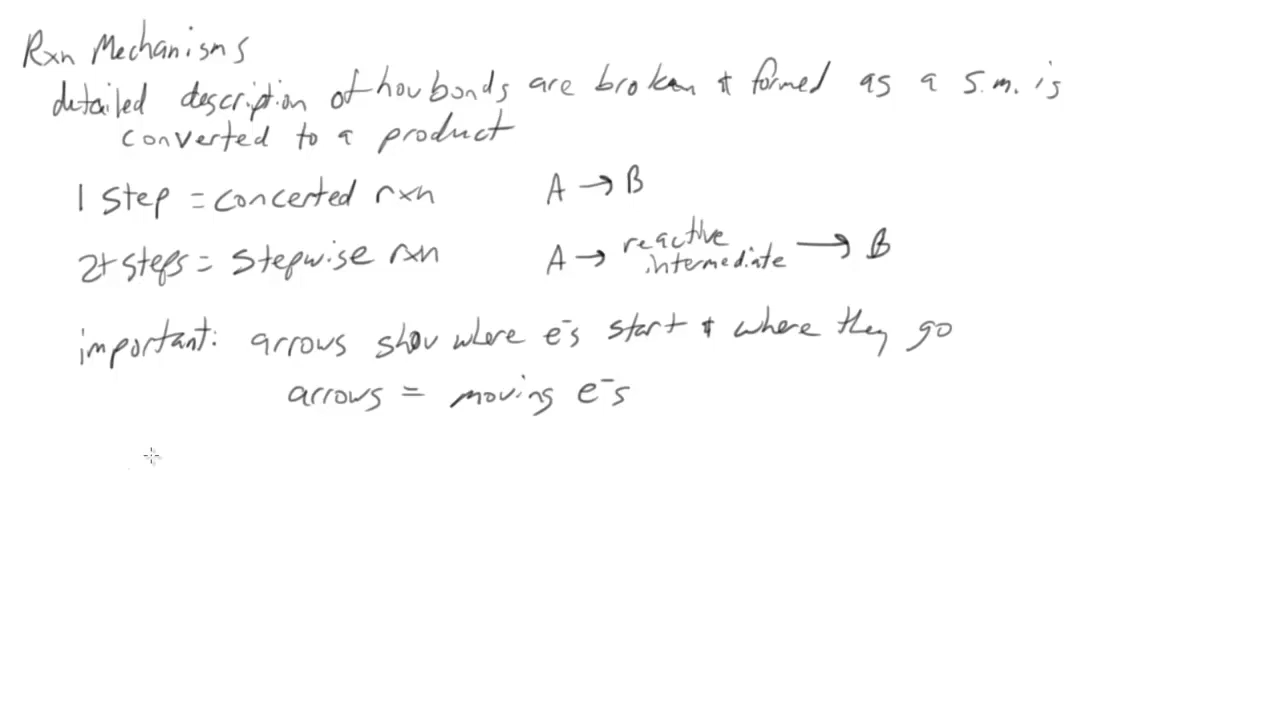 Rxn Mechanisms
detailed description of how bonds are broken & formed as a s.m. is
converted to a product
1 step = concerted rxn A → B
2+ steps = stepwise rxn A → reactive intermediate → B
important: arrows show where e⁻s start & where they go
arrows = moving e⁻s